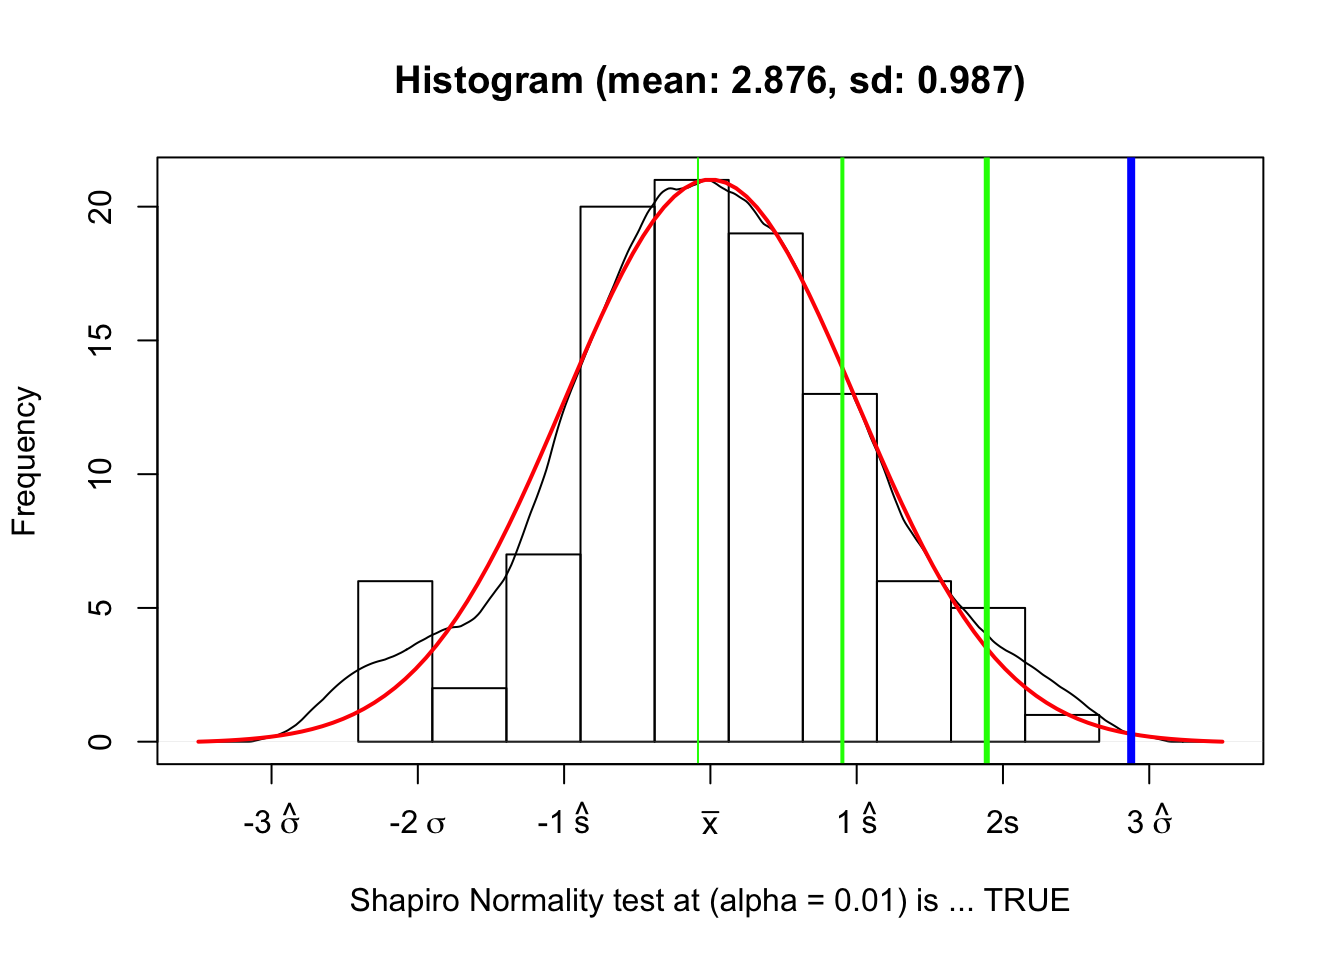 Histogram (mean: 2.876, sd: 0.987)
Frequency
20
15
10
5
0
-3 σ̂ -2 σ -1 ŝ x̅ 1 ŝ 2s 3 σ̂
Shapiro Normality test at (alpha = 0.01) is ... TRUE